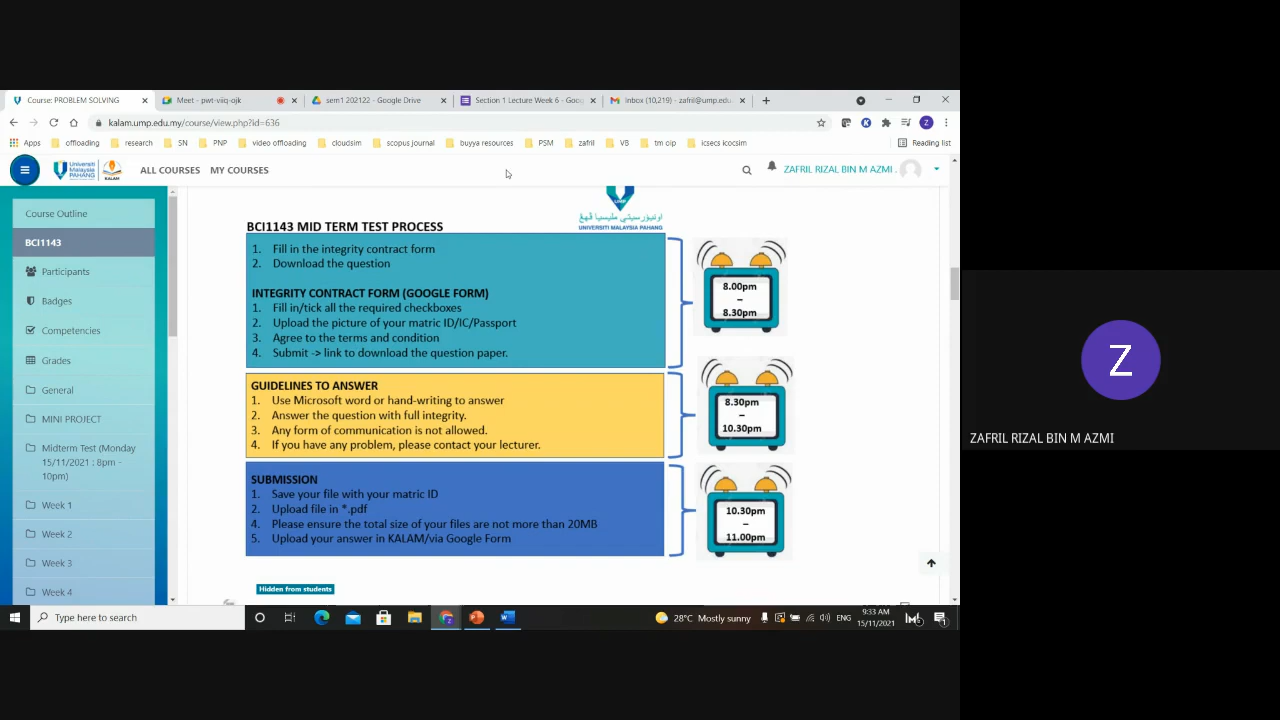 Course: PROBLEM SOLVING
Meet - pwt-viiq-ojk
sem1 202122 - Google Drive
Section 1 Lecture Week 6 - Goog
Inbox (10,219) - zafril@ump.edu
kalam.ump.edu.my/course/view.php?id=636
Apps offloading research SN PNP video offloading cloudsim scopus journal buyya resources PSM zafril VB tm oip icsecs icocsim Reading list
Universiti Malaysia PAHANG
KALAM
ALL COURSES MY COURSES
ZAFRIL RIZAL BIN M AZMI .
Course Outline
BCI1143
Participants
Badges
Competencies
Grades
General
MINI PROJECT
Midterm Test (Monday
15/11/2021 : 8pm -
10pm)
Week 1
Week 2
Week 3
Week 4
UMP
اونيۏرسيتي مليسيا ڤهڠ
UNIVERSITI MALAYSIA PAHANG
BCI1143 MID TERM TEST PROCESS
1. Fill in the integrity contract form
2. Download the question
INTEGRITY CONTRACT FORM (GOOGLE FORM)
1. Fill in/tick all the required checkboxes
2. Upload the picture of your matric ID/IC/Passport
3. Agree to the terms and condition
4. Submit -> link to download the question paper.
8.00pm
–
8.30pm
GUIDELINES TO ANSWER
1. Use Microsoft word or hand-writing to answer
2. Answer the question with full integrity.
3. Any form of communication is not allowed.
4. If you have any problem, please contact your lecturer.
8.30pm
–
10.30pm
SUBMISSION
1. Save your file with your matric ID
2. Upload file in *.pdf
4. Please ensure the total size of your files are not more than 20MB
5. Upload your answer in KALAM/via Google Form
10.30pm
–
11.00pm
Hidden from students
Type here to search
28°C Mostly sunny
ENG
9:33 AM
15/11/2021
Z
ZAFRIL RIZAL BIN M AZMI